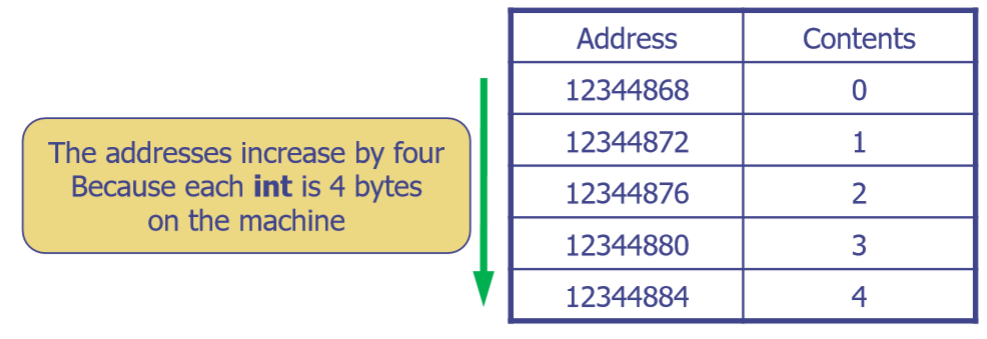 The addresses increase by four
Because each int is 4 bytes
on the machine
Address Contents
12344868 0
12344872 1
12344876 2
12344880 3
12344884 4